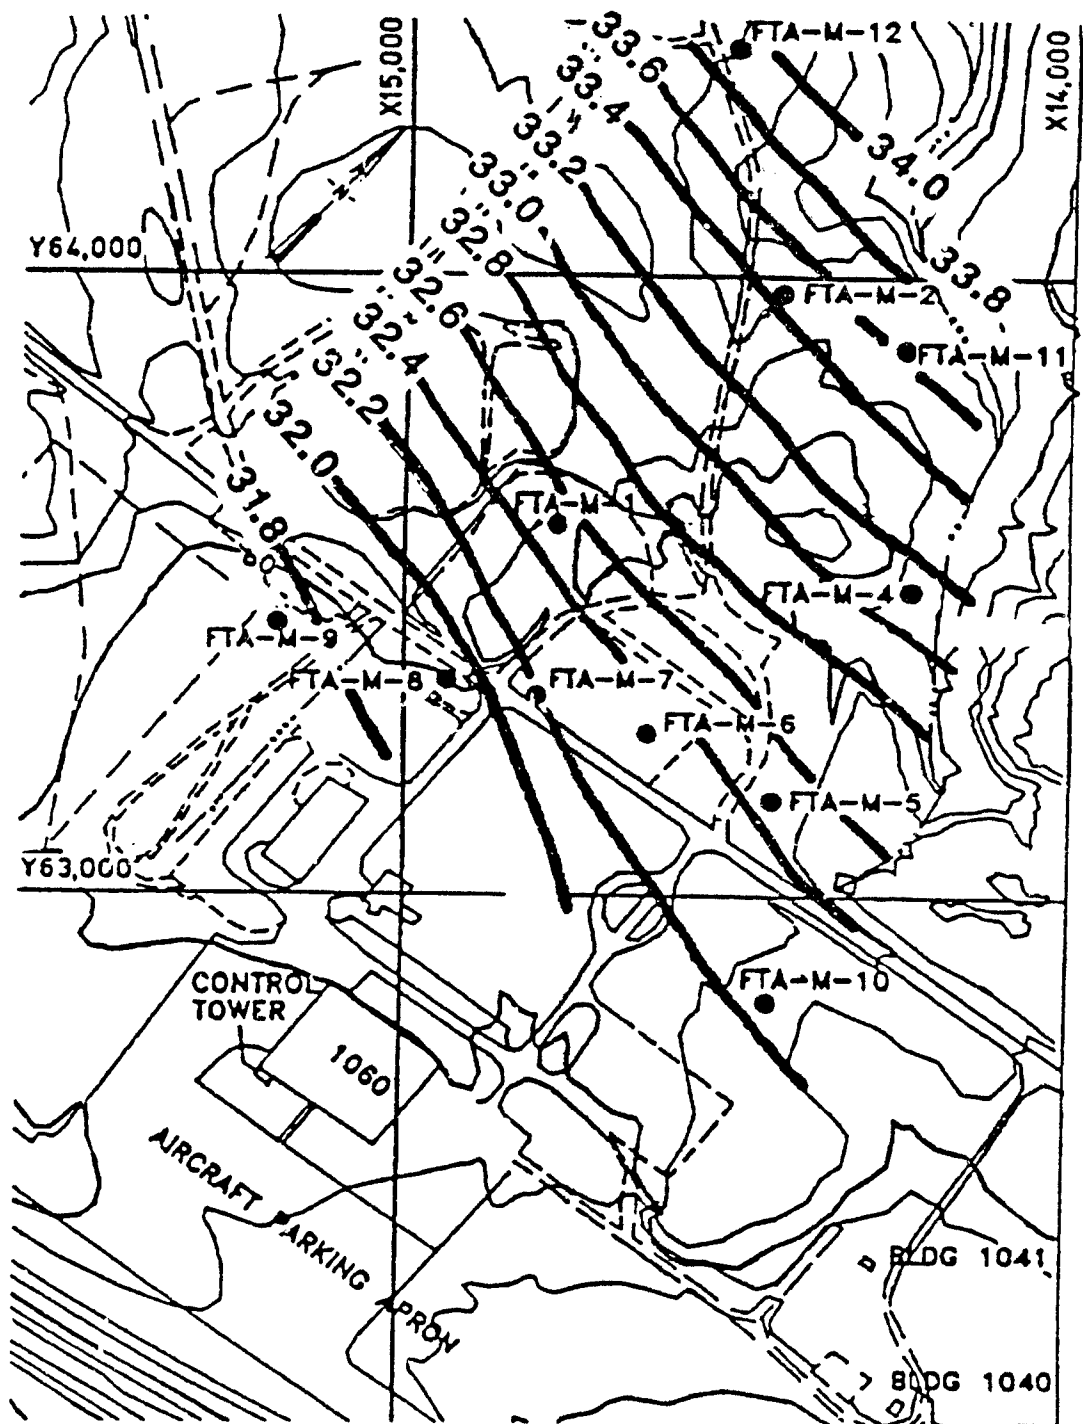 X15,000
X14,000
FTA-M-12
33.6
33.4
33.2
33.0
32.8
32.6
32.4
32.2
32.0
31.8
34.0
33.8
N
Y64,000
FTA-M-2
FTA-M-11
FTA-M-1
FTA-M-4
FTA-M-9
FTA-M-8
FTA-M-7
FTA-M-6
FTA-M-5
Y63,000
FTA-M-10
CONTROL
TOWER
1060
AIRCRAFT PARKING APRON
BLDG 1041
BLDG 1040